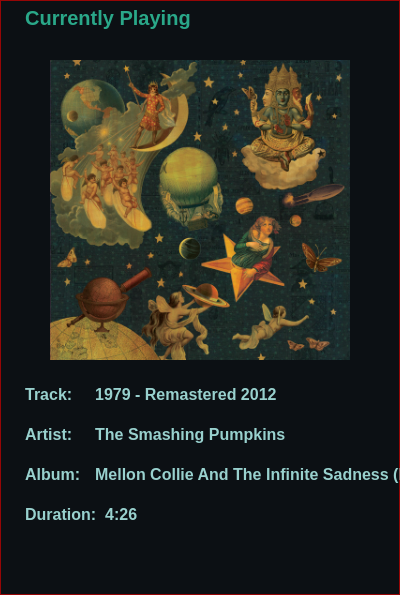 Currently Playing
Track: 1979 - Remastered 2012
Artist: The Smashing Pumpkins
Album: Mellon Collie And The Infinite Sadness (
Duration: 4:26